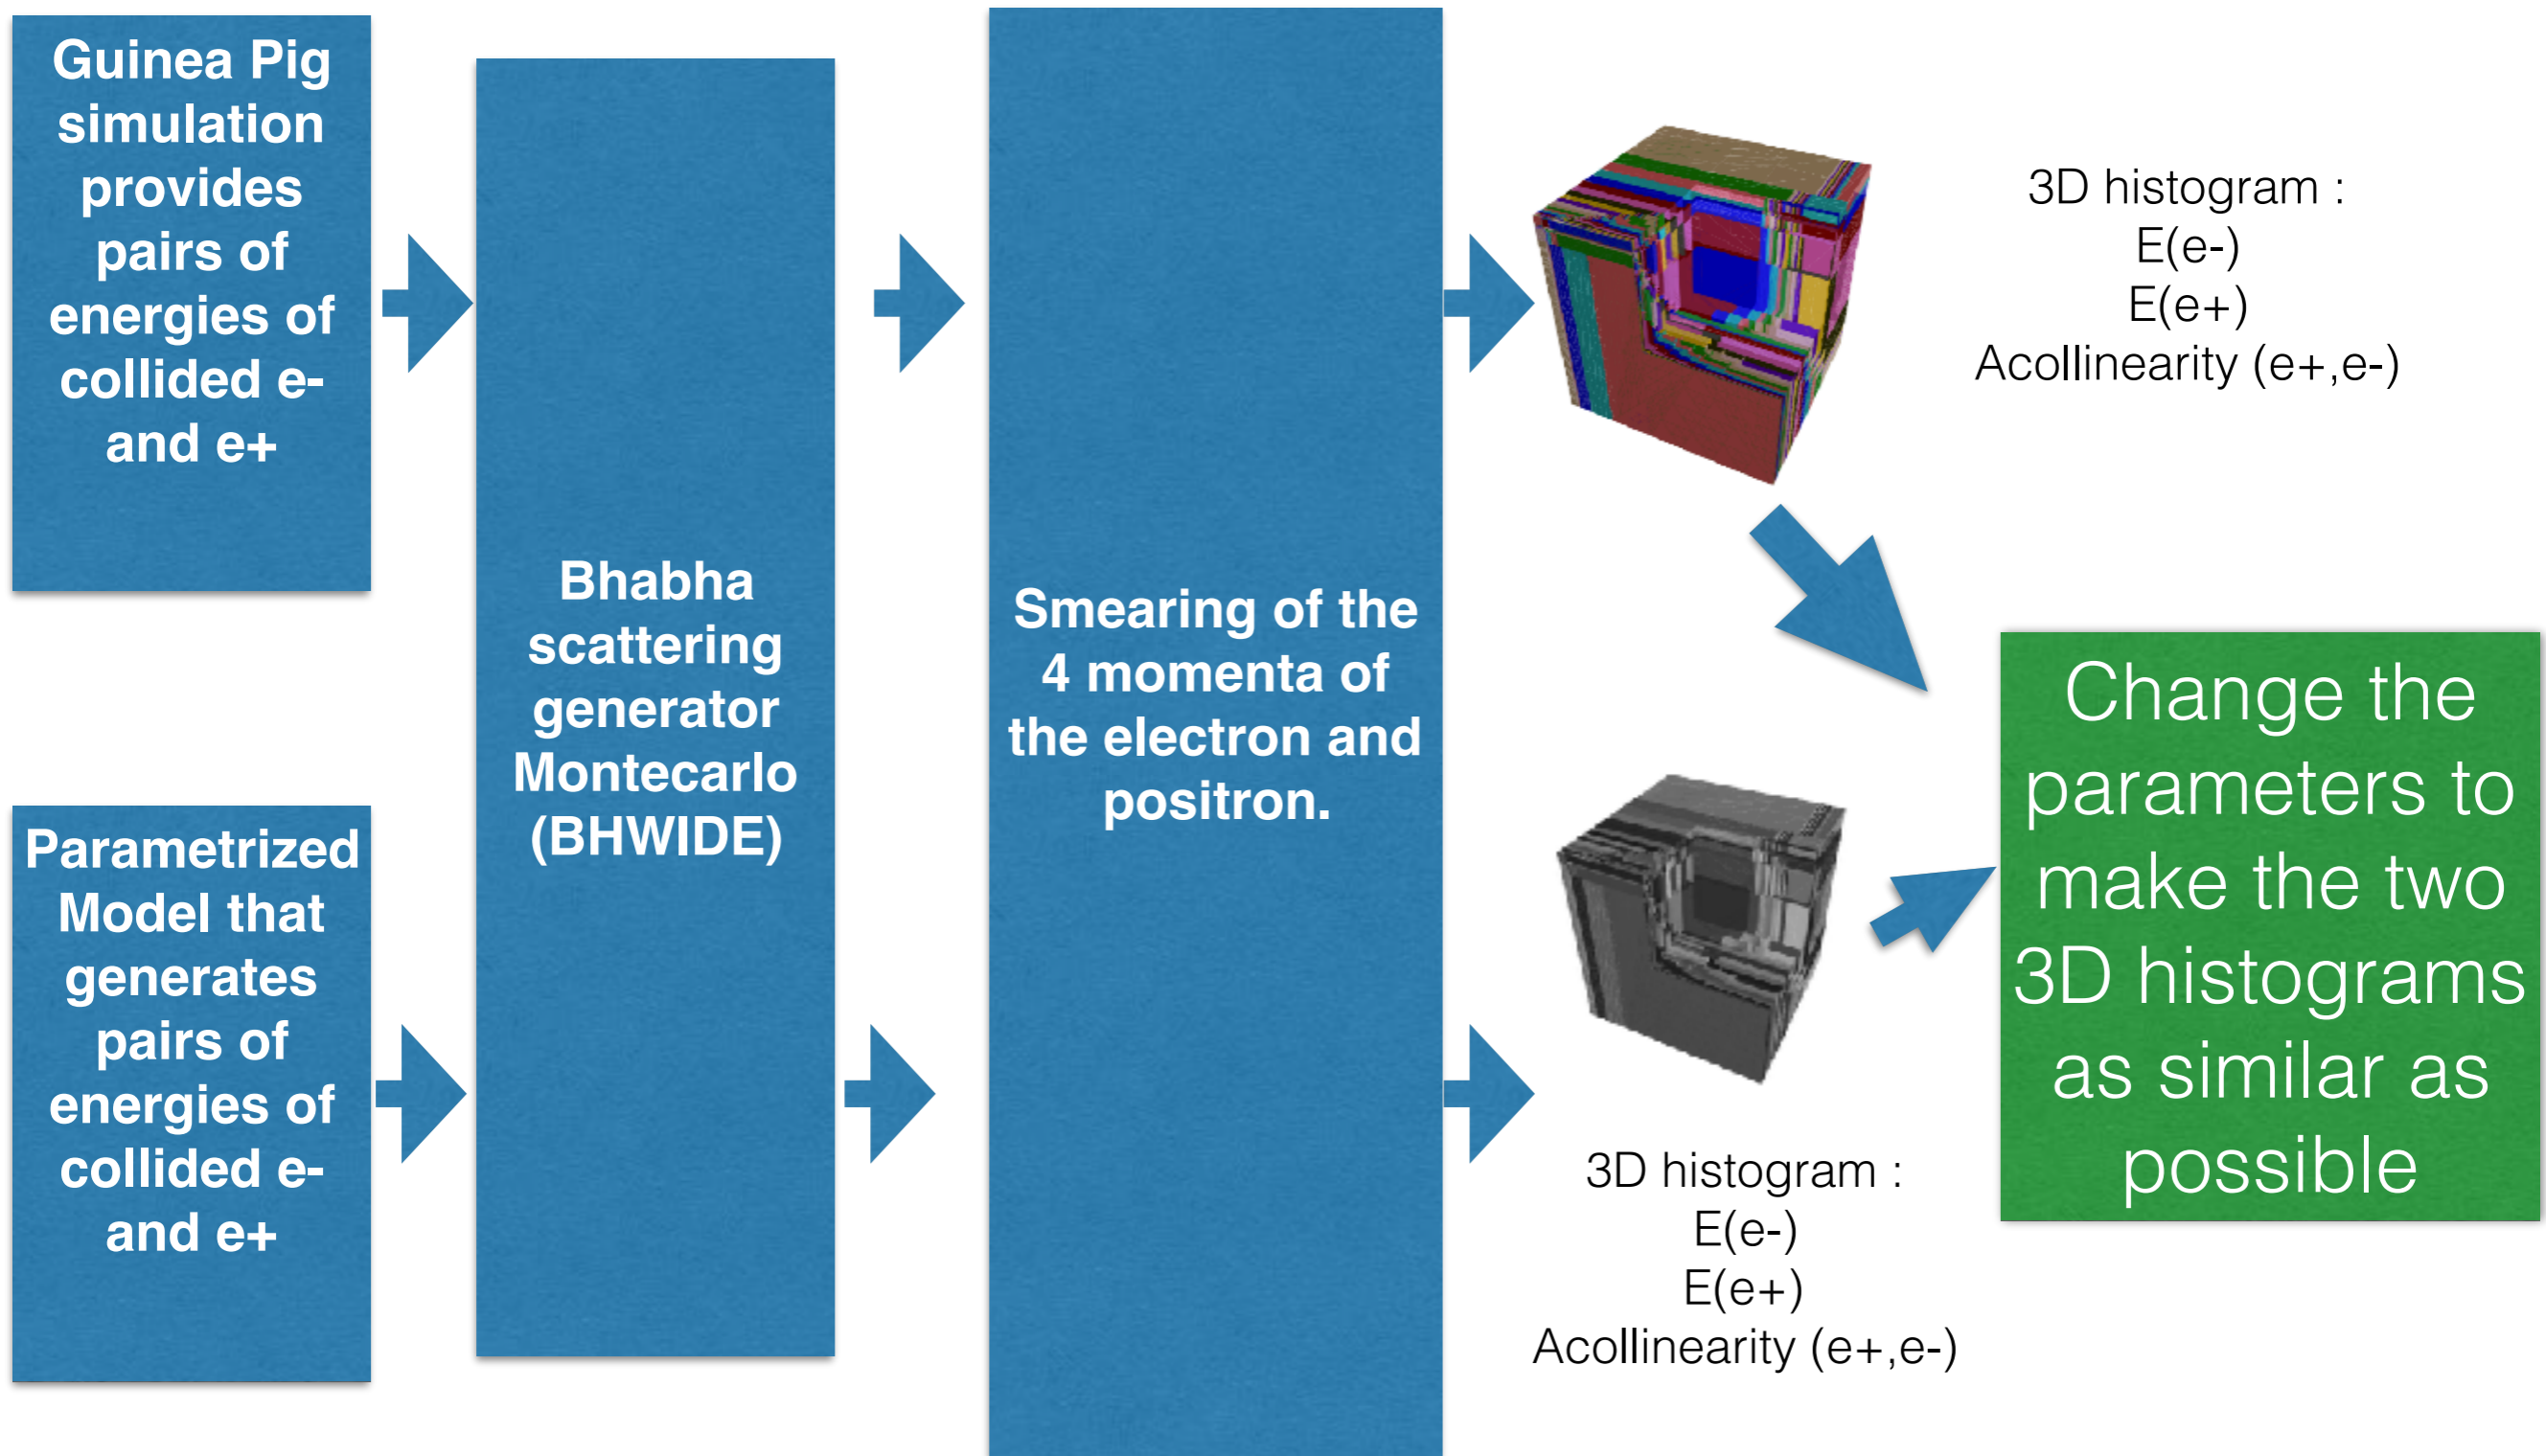 Guinea Pig
simulation
provides
pairs of
energies of
collided e-
and e+
Parametrized
Model that
generates
pairs of
energies of
collided e-
and e+
Bhabha
scattering
generator
Montecarlo
(BHWIDE)
Smearing of the
4 momenta of
the electron and
positron.
3D histogram :
E(e-)
E(e+)
Acollinearity (e+,e-)
3D histogram :
E(e-)
E(e+)
Acollinearity (e+,e-)
Change the
parameters to
make the two
3D histograms
as similar as
possible